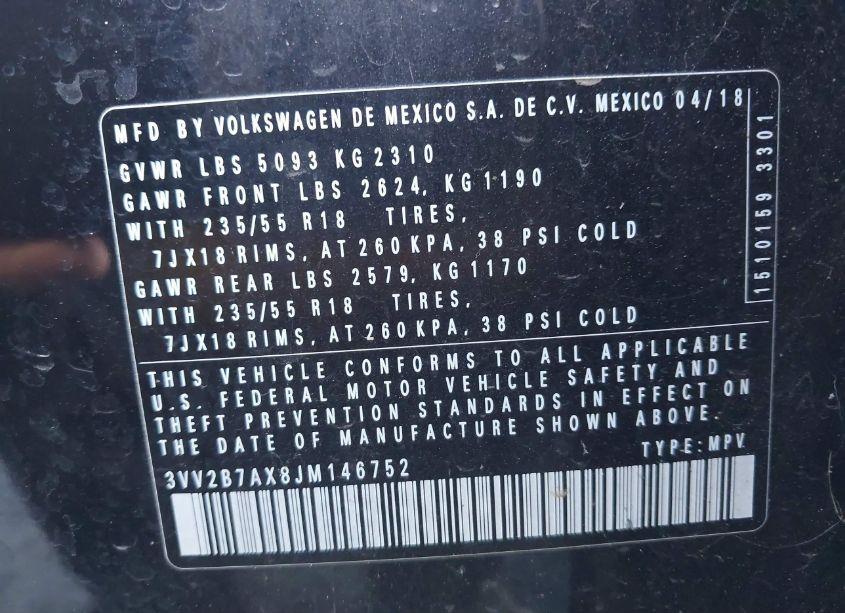 MFD BY VOLKSWAGEN DE MEXICO S.A. DE C.V. MEXICO 04/18
GVWR LBS 5093 KG 2310
GAWR FRONT LBS 2624, KG 1190
WITH 235/55 R18 TIRES,
7JX18 RIMS, AT 260 KPA, 38 PSI COLD
GAWR REAR LBS 2579, KG 1170
WITH 235/55 R18 TIRES,
7JX18 RIMS, AT 260 KPA, 38 PSI COLD
1510159 3301
THIS VEHICLE CONFORMS TO ALL APPLICABLE
U.S. FEDERAL MOTOR VEHICLE SAFETY AND
THEFT PREVENTION STANDARDS IN EFFECT ON
THE DATE OF MANUFACTURE SHOWN ABOVE.
TYPE: MPV
3VV2B7AX8JM146752